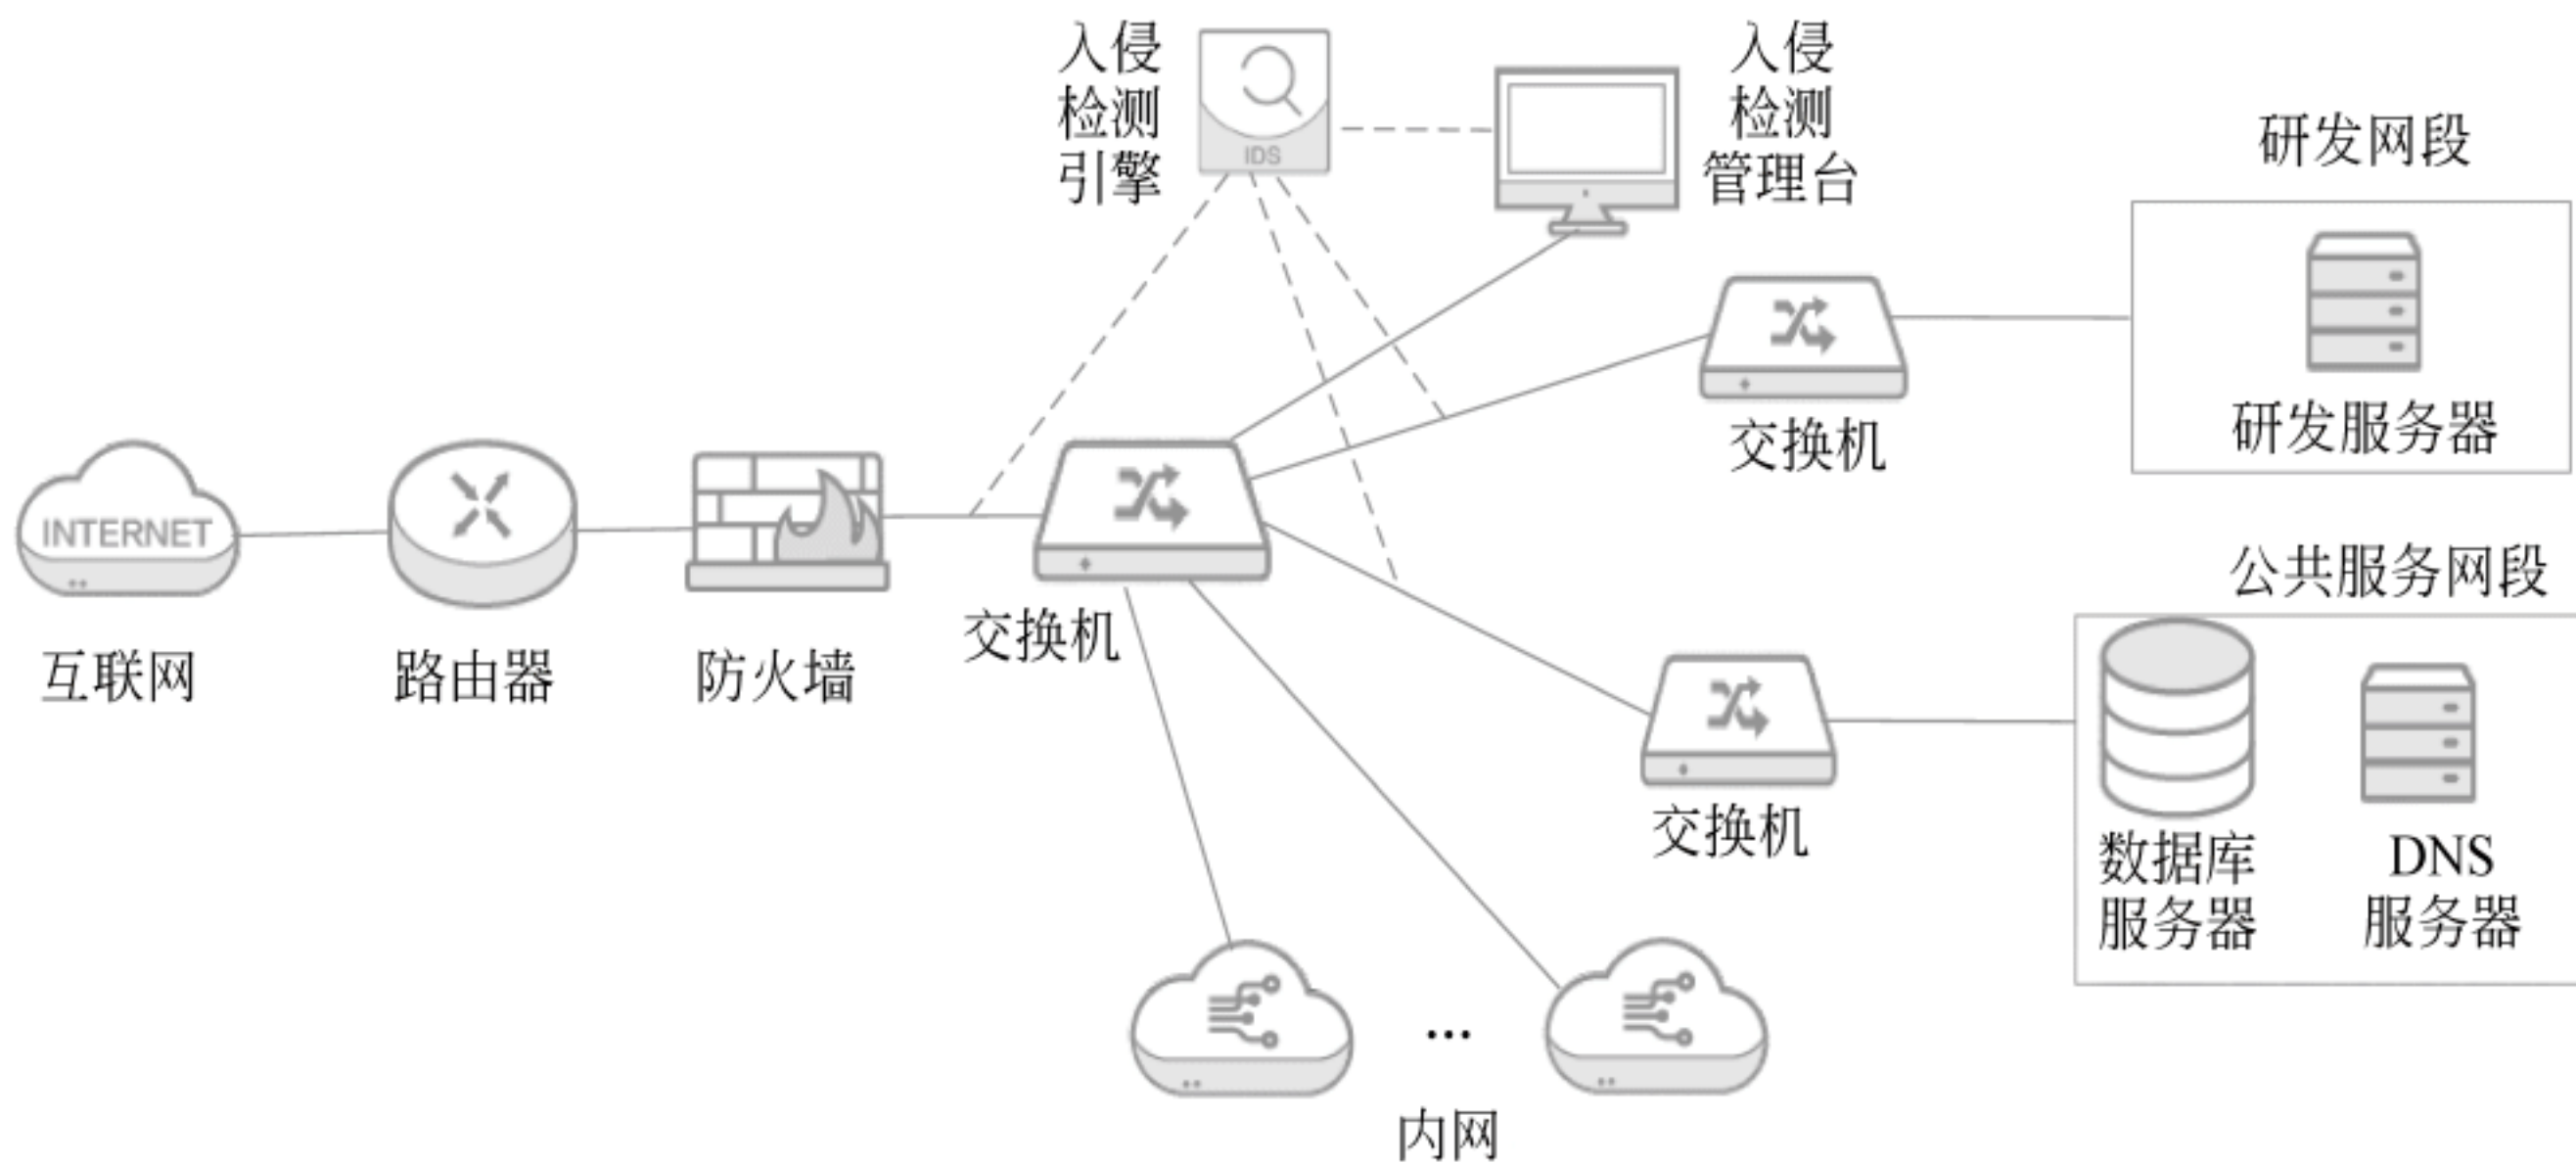 入侵
检测
引擎
IDS
入侵
检测
管理台
研发网段
研发服务器
交换机
INTERNET
互联网
路由器
防火墙
交换机
公共服务网段
交换机
数据库
服务器
DNS
服务器
...
内网